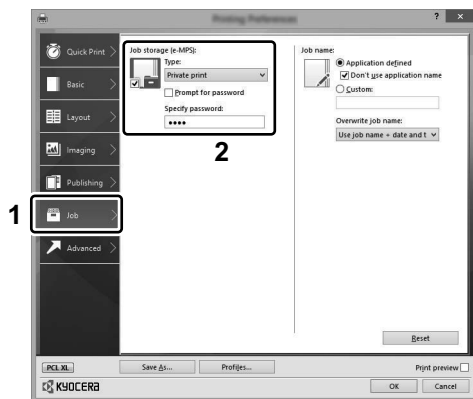 Printing Preferences
? x
Quick Print >
Basic >
Layout >
Imaging >
Publishing >
1
Job >
Advanced >
Job storage (e-MPS):
Type:
Private print
Prompt for password
Specify password:
••••
2
Job name:
Application defined
Don't use application name
Custom:
Overwrite job name:
Use job name + date and t
Reset
PCL XL
Save As...
Profiles...
Print preview
KYOCERA
OK
Cancel